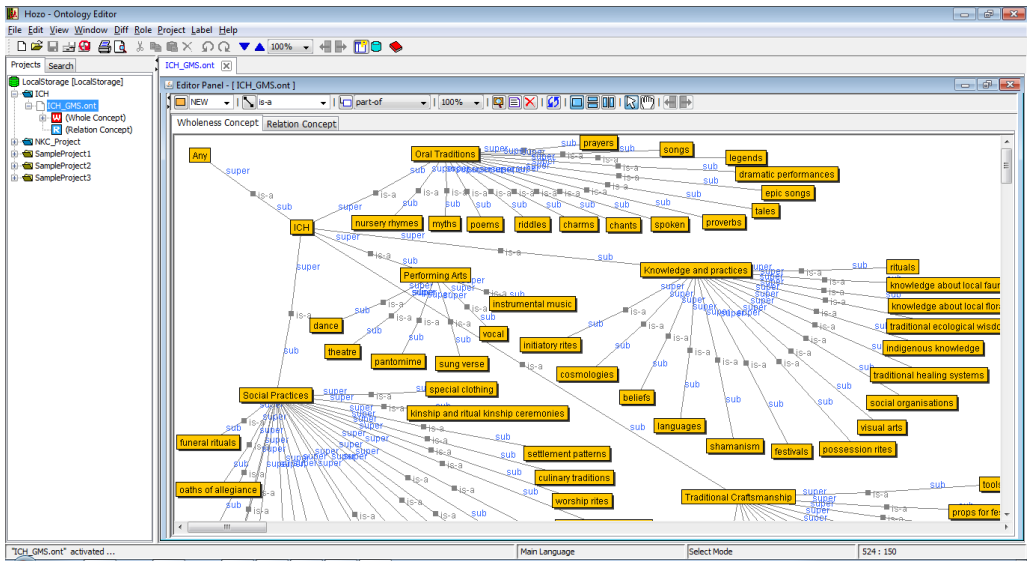 Hozo - Ontology Editor
File Edit View Window Diff Role Project Label Help
100%
Projects Search
ICH_GMS.ont
LocalStorage [LocalStorage]
ICH
ICH_GMS.ont
(Whole Concept)
(Relation Concept)
NKC_Project
SampleProject1
SampleProject2
SampleProject3
Editor Panel - [ ICH_GMS.ont ]
NEW is-a part-of 100%
Wholeness Concept Relation Concept
Any
Oral Traditions
prayers
songs
legends
dramatic performances
epic songs
tales
proverbs
nursery rhymes
myths
poems
riddles
charms
chants
spoken
super
is-a
sub
ICH
Performing Arts
instrumental music
vocal
dance
theatre
pantomime
sung verse
Knowledge and practices
rituals
knowledge about local faun
knowledge about local flora
traditional ecological wisdo
indigenous knowledge
traditional healing systems
social organisations
visual arts
possession rites
festivals
shamanism
languages
beliefs
cosmologies
initiatory rites
Social Practices
special clothing
kinship and ritual kinship ceremonies
settlement patterns
culinary traditions
worship rites
funeral rituals
oaths of allegiance
Traditional Craftsmanship
tools
props for fes
"ICH_GMS.ont" activated ...
Main Language
Select Mode
524 : 150